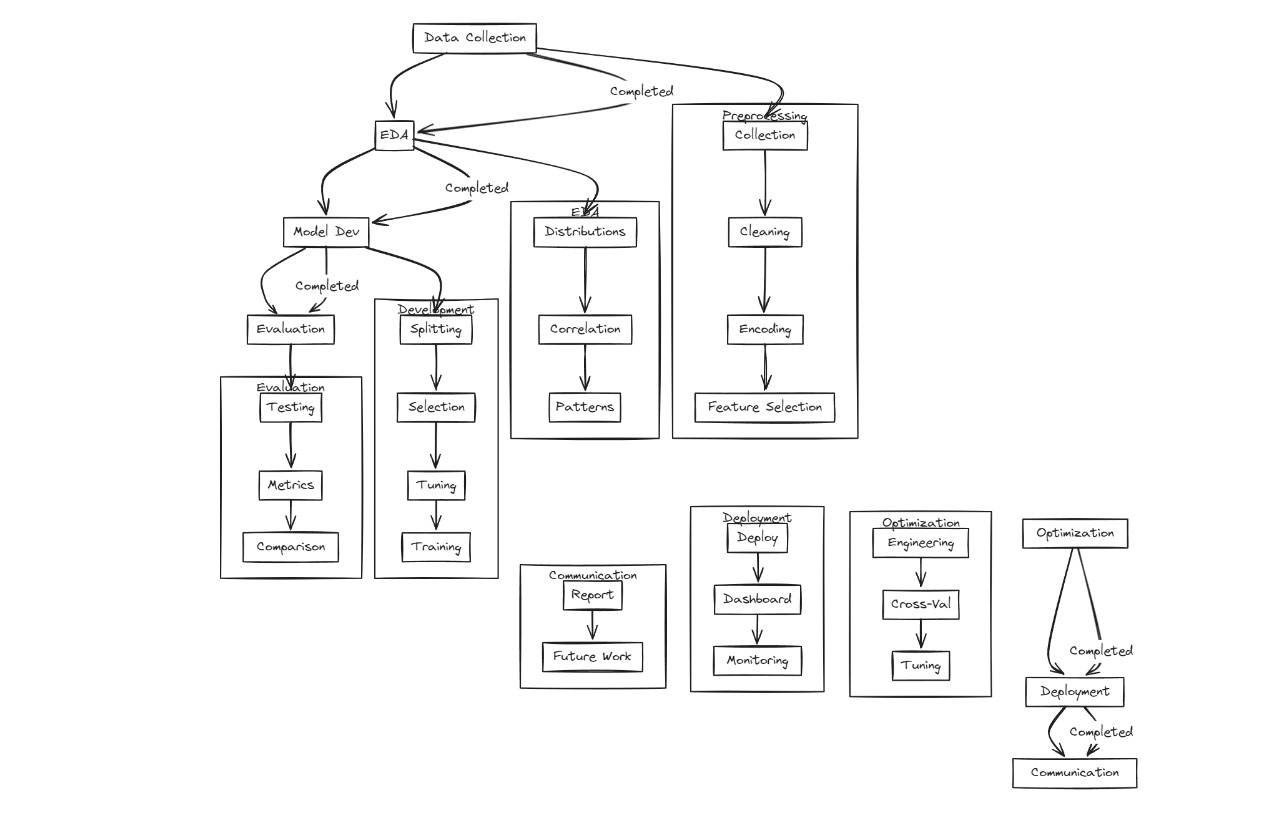 Data Collection
Completed
Preprocessing
Collection
EDA
Completed
EDA
Distributions
Model Dev
Cleaning
Completed
Development
Splitting
Evaluation
Correlation
Encoding
Evaluation
Testing
Selection
Patterns
Feature Selection
Metrics
Tuning
Comparison
Training
Deployment
Deploy
Optimization
Engineering
Optimization
Communication
Report
Dashboard
Cross-Val
Future Work
Monitoring
Tuning
Completed
Deployment
Completed
Communication